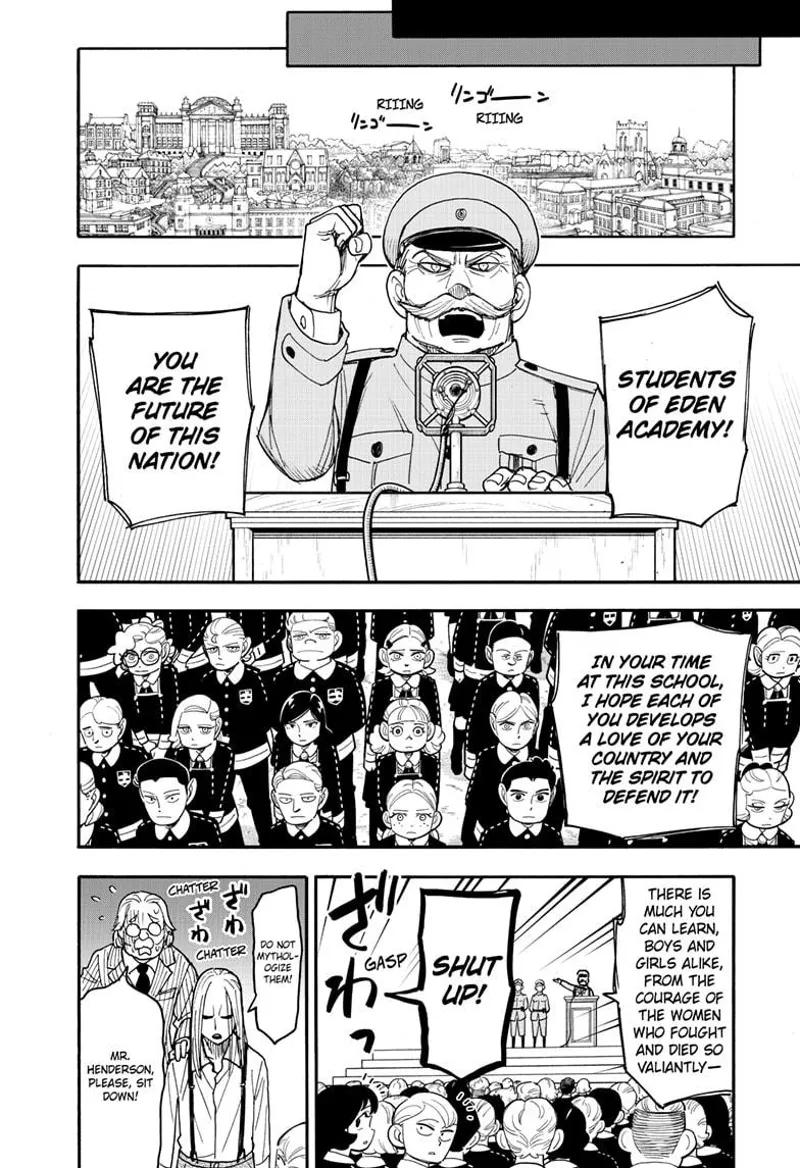 RIIING
リンゴーーン
RIIING
リンゴーーン
STUDENTS
OF EDEN
ACADEMY!
YOU
ARE THE
FUTURE
OF THIS
NATION!
IN YOUR TIME
AT THIS SCHOOL,
I HOPE EACH OF
YOU DEVELOPS
A LOVE OF YOUR
COUNTRY AND
THE SPIRIT TO
DEFEND IT!
THERE IS
MUCH YOU
CAN LEARN,
BOYS AND
GIRLS ALIKE,
FROM THE
COURAGE OF
THE WOMEN
WHO FOUGHT
AND DIED SO
VALIANTLY—
SHUT
UP!
GASP
ざわっ
DO NOT
MYTHOL-
OGIZE
THEM!
CHATTER
ざわ
ざわ
CHATTER
MR.
HENDERSON,
PLEASE, SIT
DOWN!